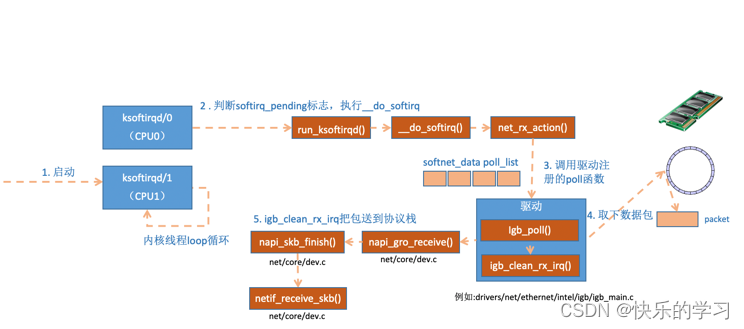 ksoftirqd/0
（CPU0）
2 . 判断softirq_pending标志，执行__do_softirq
run_ksoftirqd()
__do_softirq()
net_rx_action()
1. 启动
ksoftirqd/1
（CPU1）
内核线程loop循环
softnet_data poll_list
3. 调用驱动注
册的poll函数
驱动
Igb_poll()
igb_clean_rx_irq()
4. 取下数据包
packet
5. igb_clean_rx_irq把包送到协议栈
napi_skb_finish()
net/core/dev.c
napi_gro_receive()
net/core/dev.c
netif_receive_skb()
net/core/dev.c
例如:drivers/net/ethernet/intel/igb/igb_main.c
CSDN @快乐的学习